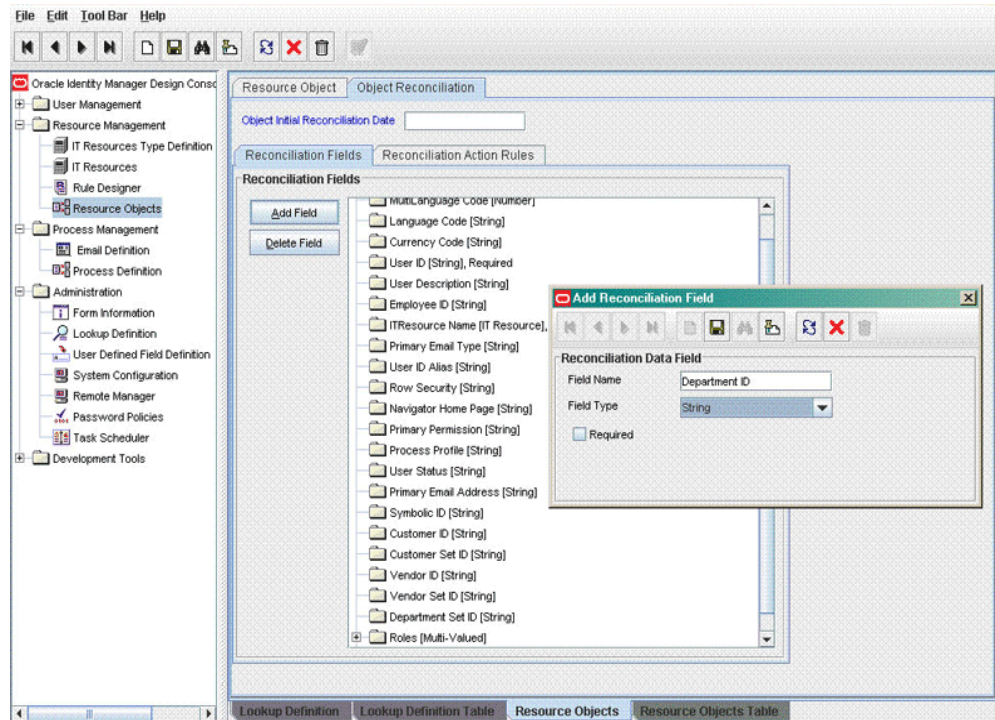 File Edit Tool Bar Help
Oracle Identity Manager Design Conso
User Management
Resource Management
IT Resources Type Definition
IT Resources
Rule Designer
Resource Objects
Process Management
Email Definition
Process Definition
Administration
Form Information
Lookup Definition
User Defined Field Definition
System Configuration
Remote Manager
Password Policies
Task Scheduler
Development Tools
Resource Object Object Reconciliation
Object Initial Reconciliation Date
Reconciliation Fields Reconciliation Action Rules
Reconciliation Fields
Add Field
Delete Field
MultiLanguage Code [Number]
Language Code [String]
Currency Code [String]
User ID [String], Required
User Description [String]
Employee ID [String]
ITResource Name [IT Resource],
Primary Email Type [String]
User ID Alias [String]
Row Security [String]
Navigator Home Page [String]
Primary Permission [String]
Process Profile [String]
User Status [String]
Primary Email Address [String]
Symbolic ID [String]
Customer ID [String]
Customer Set ID [String]
Vendor ID [String]
Vendor Set ID [String]
Department Set ID [String]
Roles [Multi-Valued]
Add Reconciliation Field
Reconciliation Data Field
Field Name Department ID
Field Type String
Required
Lookup Definition Lookup Definition Table Resource Objects Resource Objects Table